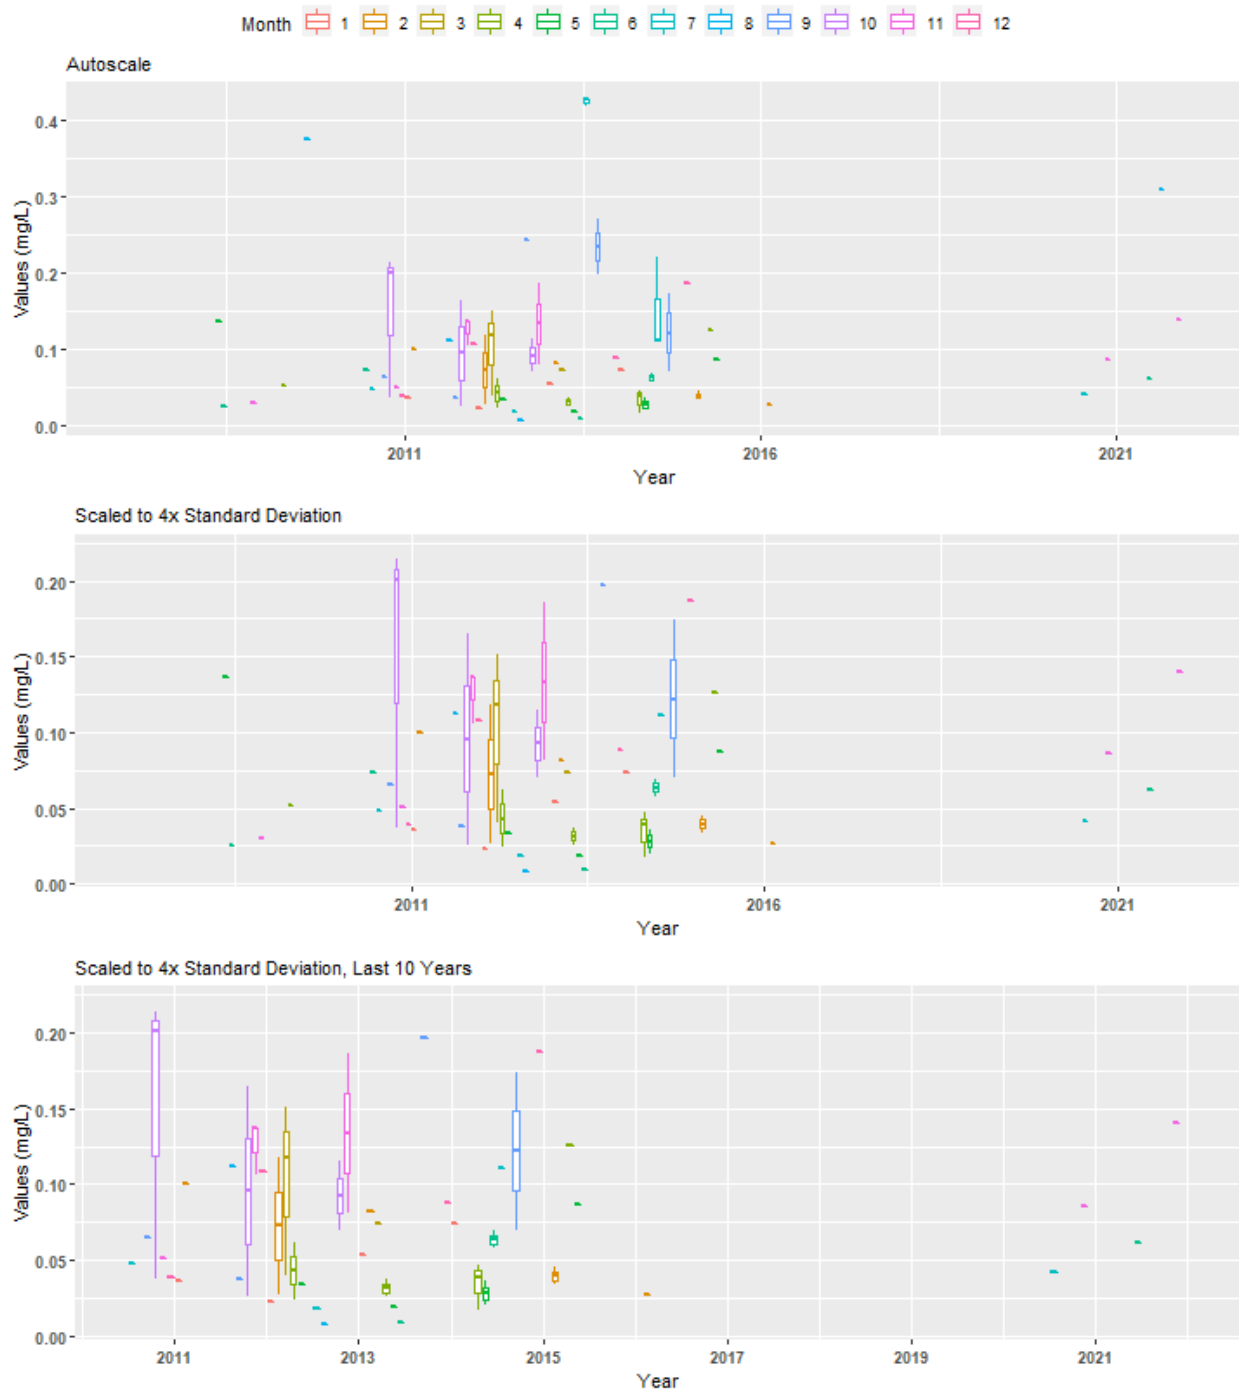 Month 1 2 3 4 5 6 7 8 9 10 11 12
Autoscale
Values (mg/L)
0.4
0.3
0.2
0.1
0.0
2011 2016 2021
Year
Scaled to 4x Standard Deviation
Values (mg/L)
0.20
0.15
0.10
0.05
0.00
2011 2016 2021
Year
Scaled to 4x Standard Deviation, Last 10 Years
Values (mg/L)
0.20
0.15
0.10
0.05
0.00
2011 2013 2015 2017 2019 2021
Year